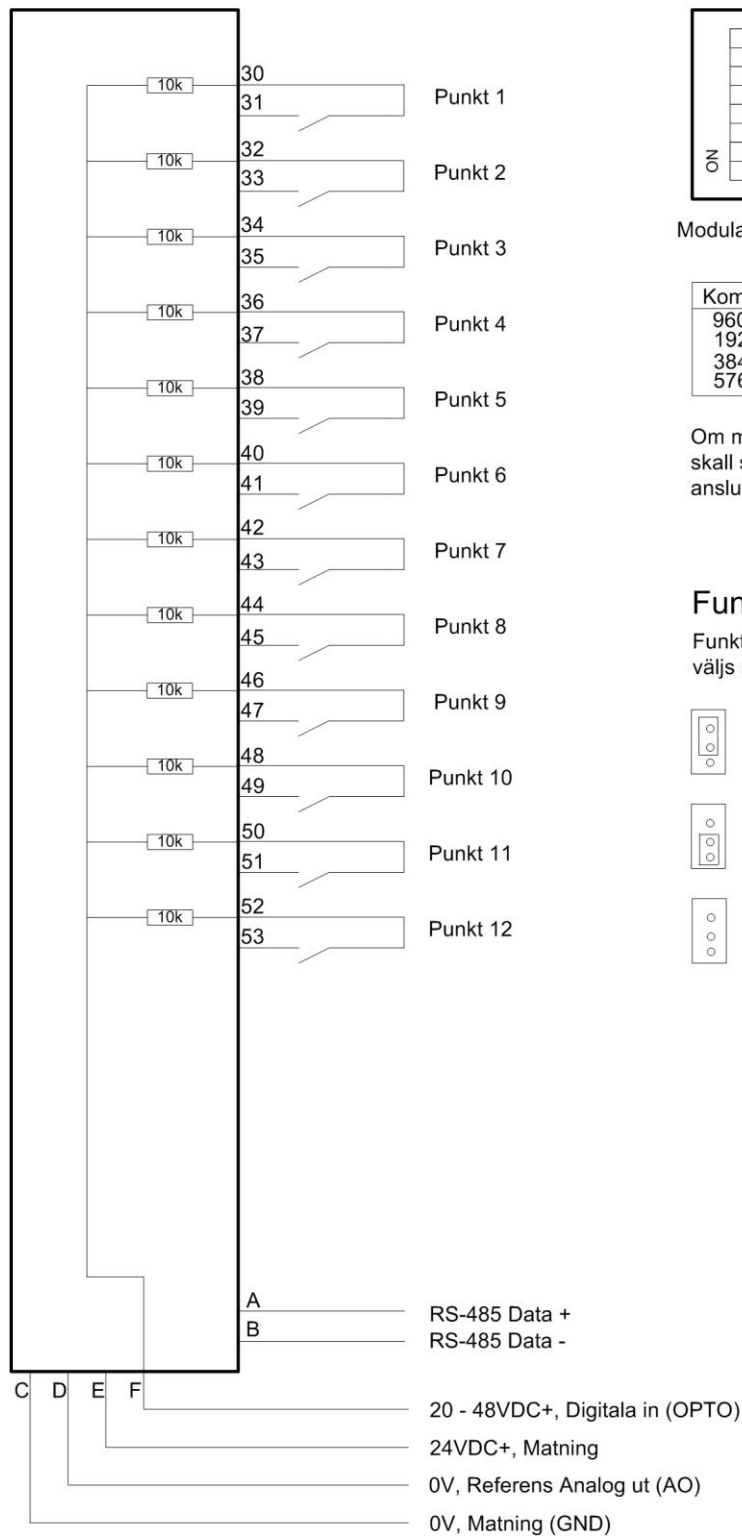 10k
30
31
Punkt 1
10k
32
33
Punkt 2
10k
34
35
Punkt 3
10k
36
37
Punkt 4
10k
38
39
Punkt 5
10k
40
41
Punkt 6
10k
42
43
Punkt 7
10k
44
45
Punkt 8
10k
46
47
Punkt 9
10k
48
49
Punkt 10
10k
50
51
Punkt 11
10k
52
53
Punkt 12
A
RS-485 Data +
B
RS-485 Data -
C D E F
20 - 48VDC+, Digitala in (OPTO)
24VDC+, Matning
0V, Referens Analog ut (AO)
0V, Matning (GND)
ON
Modula
Kom
960
192
384
576
Om m
skall s
anslu
Fun
Funkt
väljs